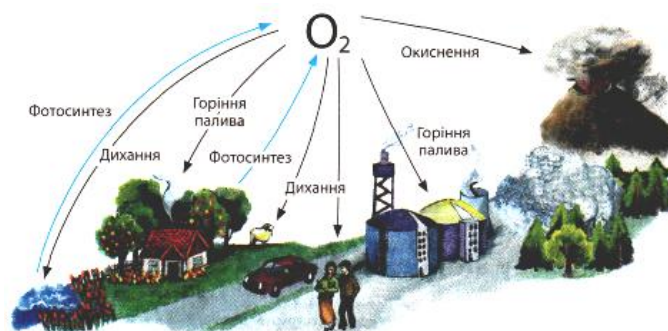 O₂
Окиснення
Фотосинтез
Горіння
палива
Дихання
Фотосинтез
Дихання
Горіння
палива